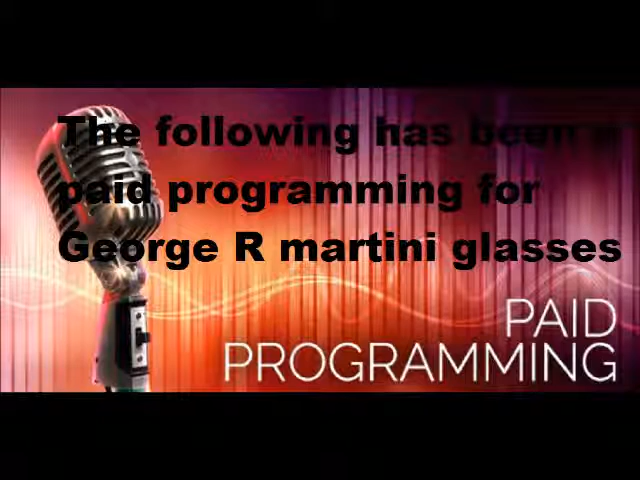 The following has been a
paid programming for
George R martini glasses
PAID
PROGRAMMING